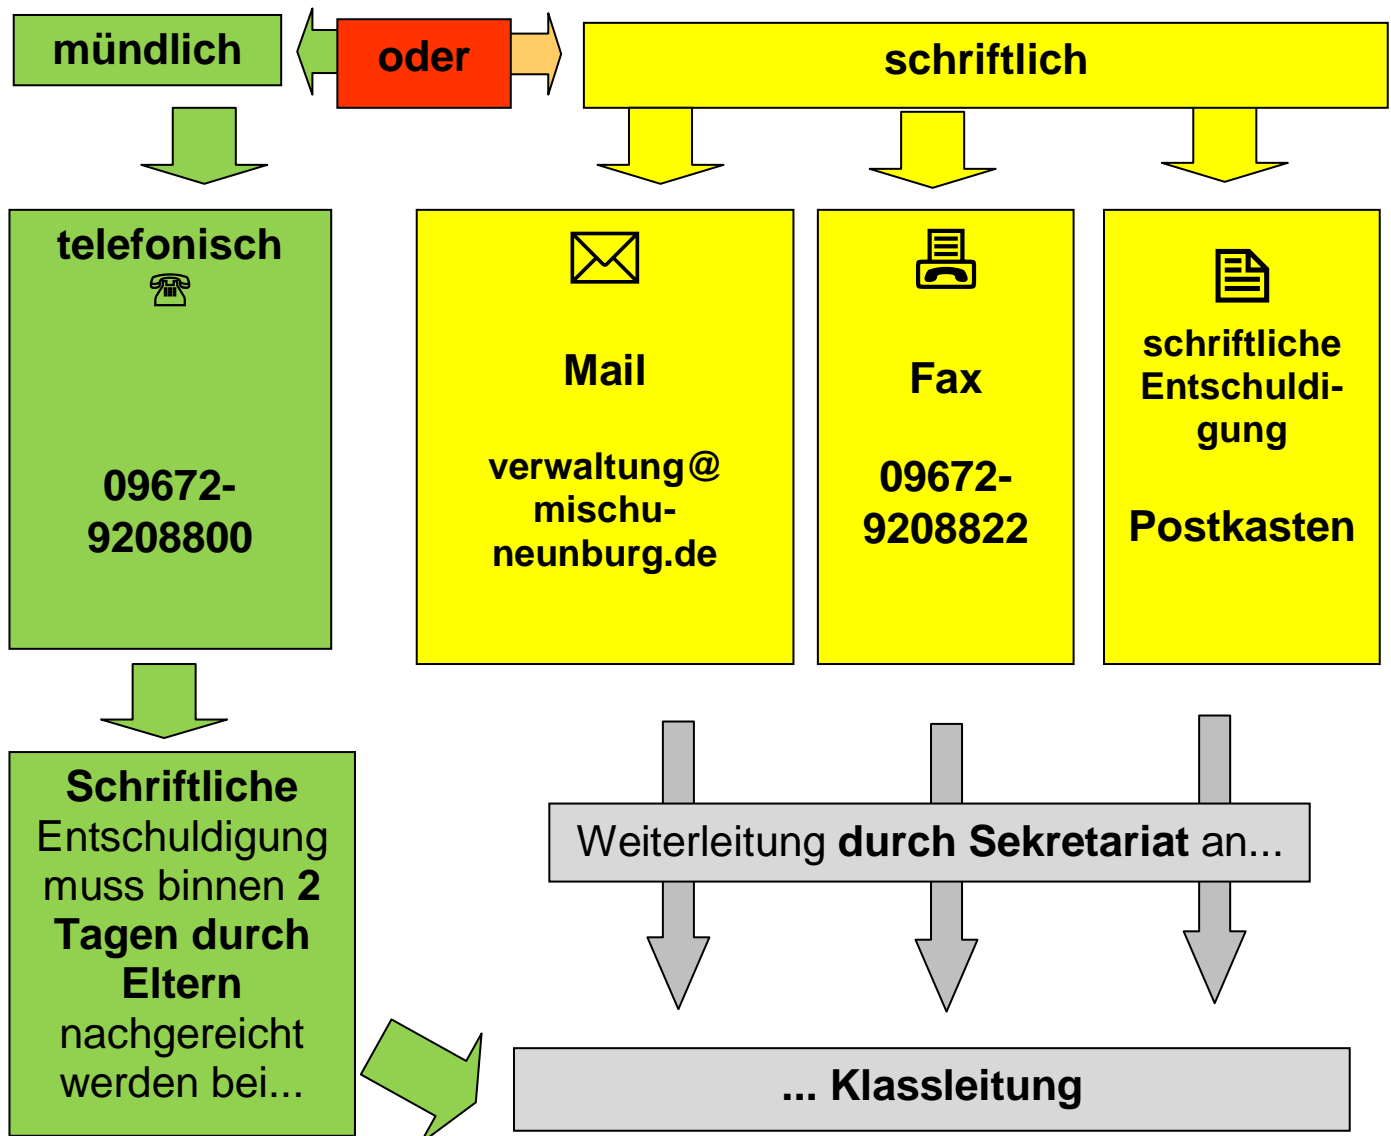 mündlich
oder
schriftlich
telefonisch
09672-
9208800
Mail
verwaltung@
mischu-
neunburg.de
Fax
09672-
9208822
schriftliche
Entschuldi-
gung
Postkasten
Schriftliche
Entschuldigung
muss binnen 2
Tagen durch
Eltern
nachgereicht
werden bei...
Weiterleitung durch Sekretariat an...
... Klassleitung